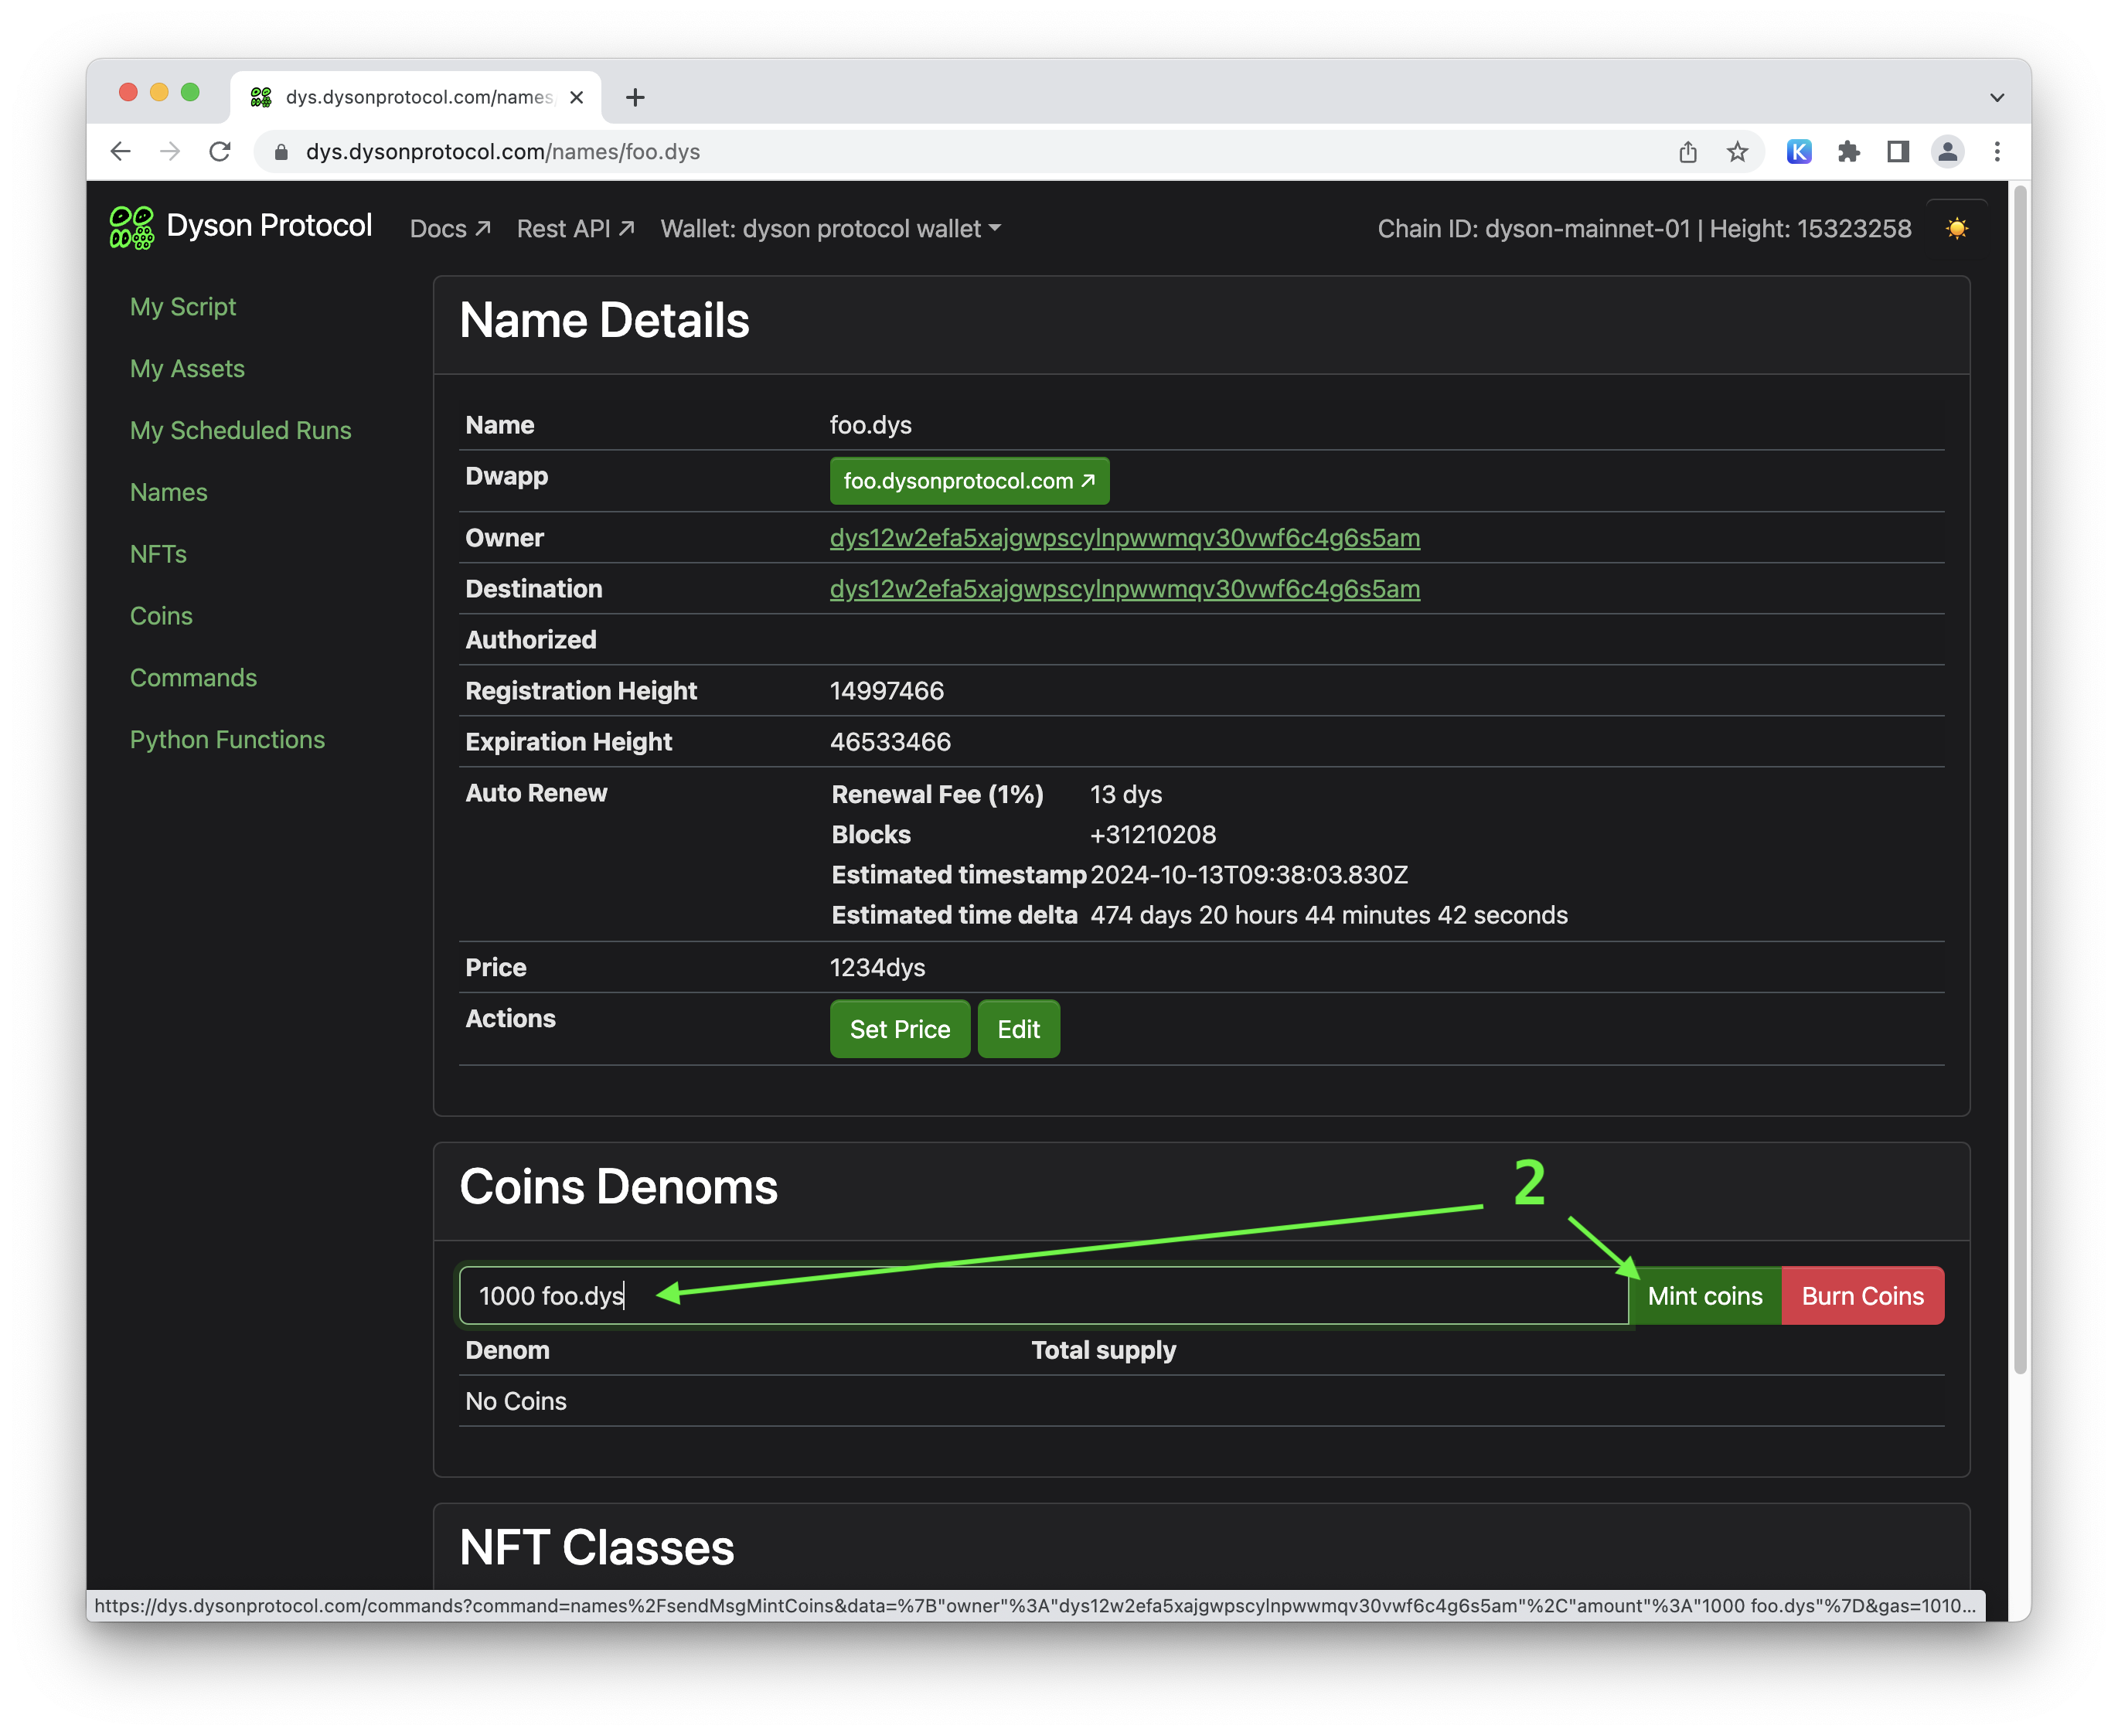 dys.dysonprotocol.com/names
dys.dysonprotocol.com/names/foo.dys
K
Dyson Protocol
Docs ↗ Rest API ↗ Wallet: dyson protocol wallet
Chain ID: dyson-mainnet-01 | Height: 15323258
My Script
My Assets
My Scheduled Runs
Names
NFTs
Coins
Commands
Python Functions
Name Details
Name foo.dys
Dwapp foo.dysonprotocol.com ↗
Owner dys12w2efa5xajgwpscylnpwwmqv30vwf6c4g6s5am
Destination dys12w2efa5xajgwpscylnpwwmqv30vwf6c4g6s5am
Authorized
Registration Height 14997466
Expiration Height 46533466
Auto Renew Renewal Fee (1%) 13 dys
Blocks +31210208
Estimated timestamp 2024-10-13T09:38:03.830Z
Estimated time delta 474 days 20 hours 44 minutes 42 seconds
Price 1234dys
Actions Set Price Edit
Coins Denoms
2
1000 foo.dys Mint coins Burn Coins
Denom Total supply
No Coins
NFT Classes
https://dys.dysonprotocol.com/commands?command=names%2FsendMsgMintCoins&data=%7B"owner"%3A"dys12w2efa5xajgwpscylnpwwmqv30vwf6c4g6s5am"%2C"amount"%3A"1000 foo.dys"%7D&gas=1010...